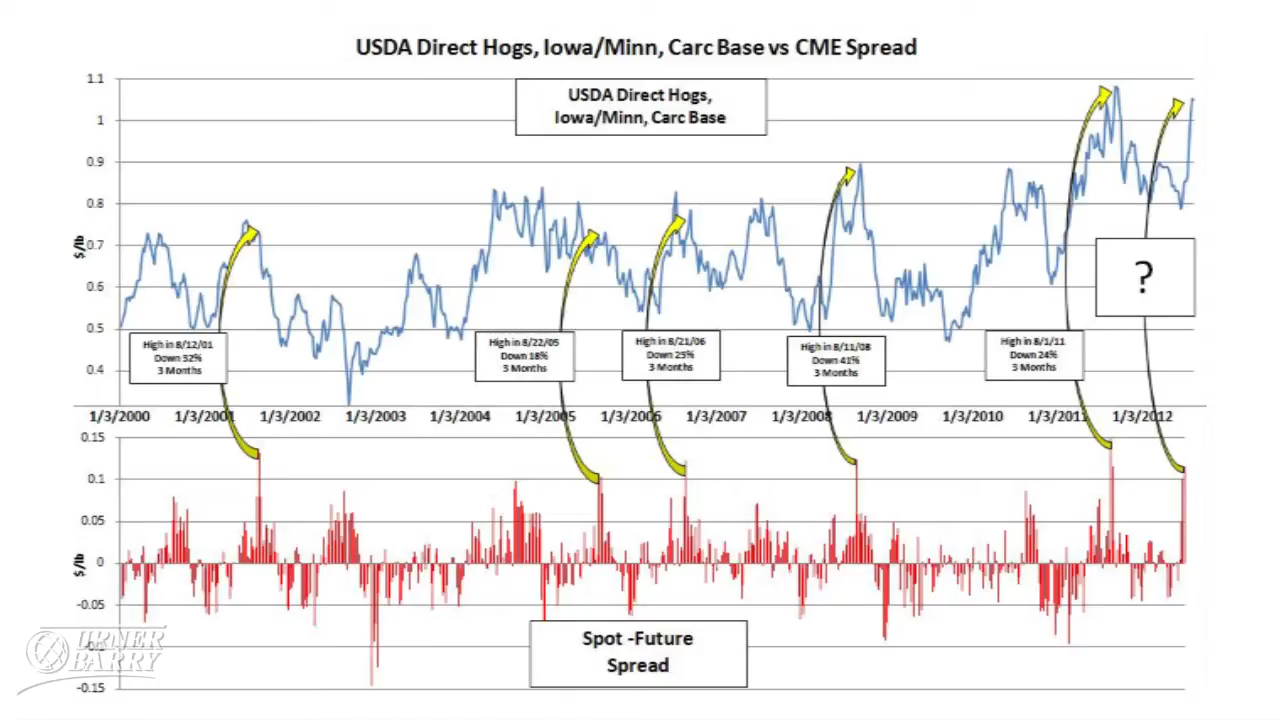 USDA Direct Hogs, Iowa/Minn, Carc Base vs CME Spread
1.1
1
0.9
0.8
0.7
0.6
0.5
0.4
$/lb
USDA Direct Hogs,
Iowa/Minn, Carc Base
?
High in 8/12/01
Down 32%
3 Months
High in 8/22/05
Down 18%
3 Months
High in 8/21/06
Down 25%
3 Months
High in 8/11/08
Down 41%
3 Months
High in 8/1/11
Down 24%
3 Months
1/3/2000 1/3/2001 1/3/2002 1/3/2003 1/3/2004 1/3/2005 1/3/2006 1/3/2007 1/3/2008 1/3/2009 1/3/2010 1/3/2011 1/3/2012
0.15
0.1
0.05
0
-0.05
-0.1
-0.15
$/lb
Spot -Future
Spread
URNER
BARRY